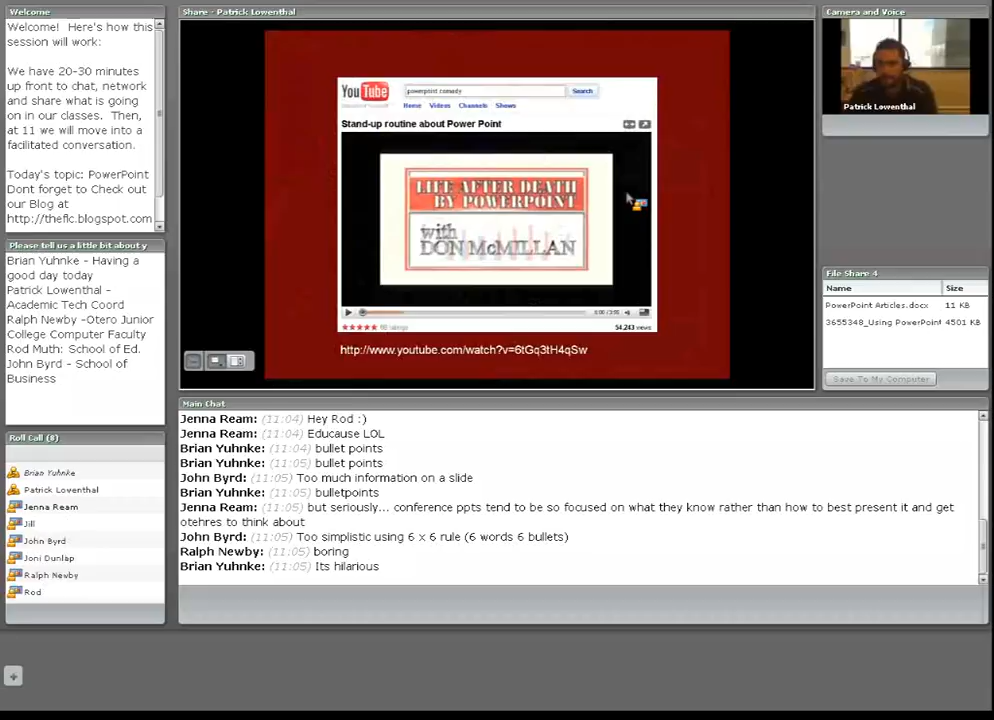 Welcome
Welcome! Here's how this
session will work:
We have 20-30 minutes
up front to chat, network
and share what is going
on in our classes. Then,
at 11 we will move into a
facilitated conversation.
Today's topic: PowerPoint
Dont forget to Check out
our Blog at
http://theflc.blogspot.com
Please tell us a little bit about y
Brian Yuhnke - Having a
good day today
Patrick Lowenthal -
Academic Tech Coord
Ralph Newby -Otero Junior
College Computer Faculty
Rod Muth: School of Ed.
John Byrd - School of
Business
Roll Call (8)
Brian Yuhnke
Patrick Lowenthal
Jenna Ream
Jill
John Byrd
Joni Dunlap
Ralph Newby
Rod
Share - Patrick Lowenthal
YouTube
powerpoint comedy
Search
Home Videos Channels Shows
Stand-up routine about Power Point
LIFE AFTER DEATH
BY POWERPOINT
with
DON McMILLAN
ratings
54,243 views
http://www.youtube.com/watch?v=6tGq3tH4qSw
Main Chat
Jenna Ream: (11:04) Hey Rod :)
Jenna Ream: (11:04) Educause LOL
Brian Yuhnke: (11:04) bullet points
Brian Yuhnke: (11:05) bullet points
John Byrd: (11:05) Too much information on a slide
Brian Yuhnke: (11:05) bulletpoints
Jenna Ream: (11:05) but seriously... conference ppts tend to be so focused on what they know rather than how to best present it and get
otehres to think about
John Byrd: (11:05) Too simplistic using 6 x 6 rule (6 words 6 bullets)
Ralph Newby: (11:05) boring
Brian Yuhnke: (11:05) Its hilarious
Camera and Voice
Patrick Lowenthal
File Share 4
Name Size
PowerPoint Articles.docx 11 KB
3655348_Using PowerPoint 4501 KB
Save To My Computer